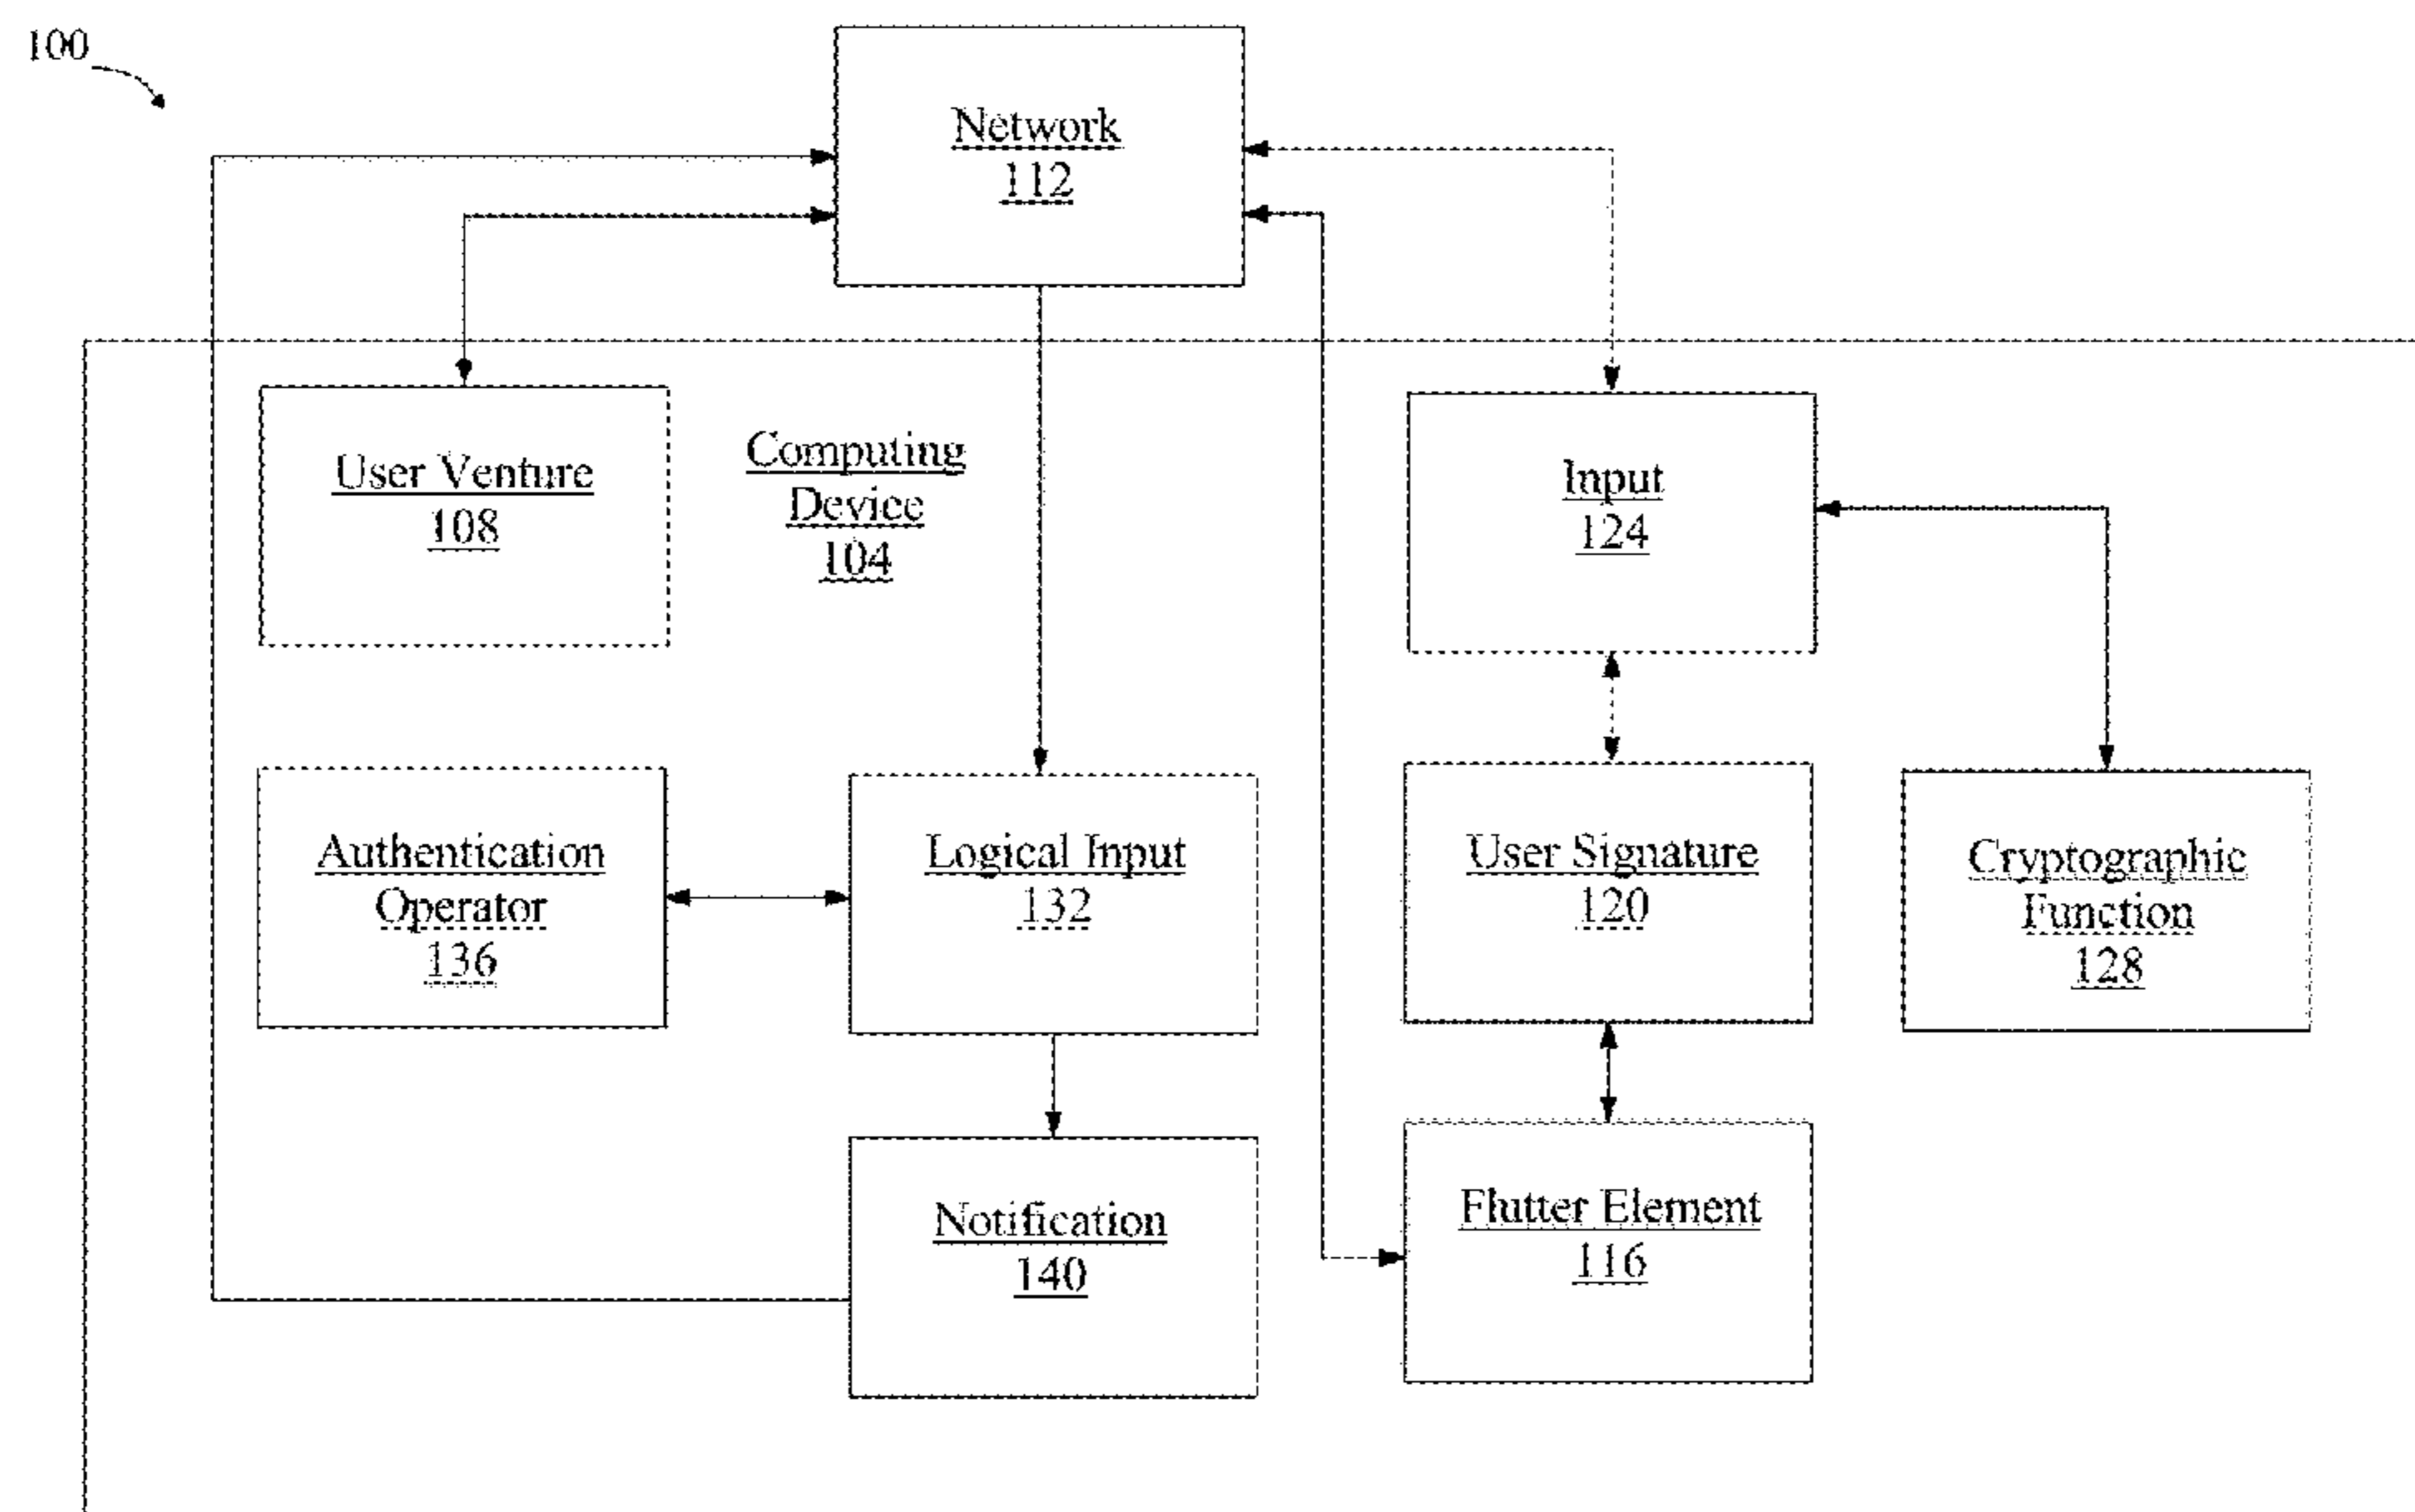 100
Network
112
User Venture
108
Computing
Device
104
Input
124
Authentication
Operator
136
Logical Input
132
User Signature
120
Cryptographic
Function
128
Notification
140
Flutter Element
116